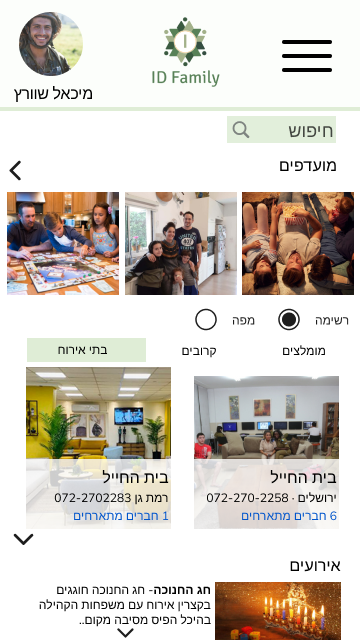 ID Family
מיכאל שוורץ
חיפוש
מועדפים
רשימה
מפה
מומלצים
קרובים
בתי אירוח
בית החייל
ירושלים · 072-270-2258
6 חברים מתארחים
בית החייל
רמת גן 072-2702283
1 חברים מתארחים
אירועים
חג החנוכה- חג החנוכה חוגגים
בקצרין אירוח עם משפחות הקהילה
בהיכל הפיס מסיבה מקום..